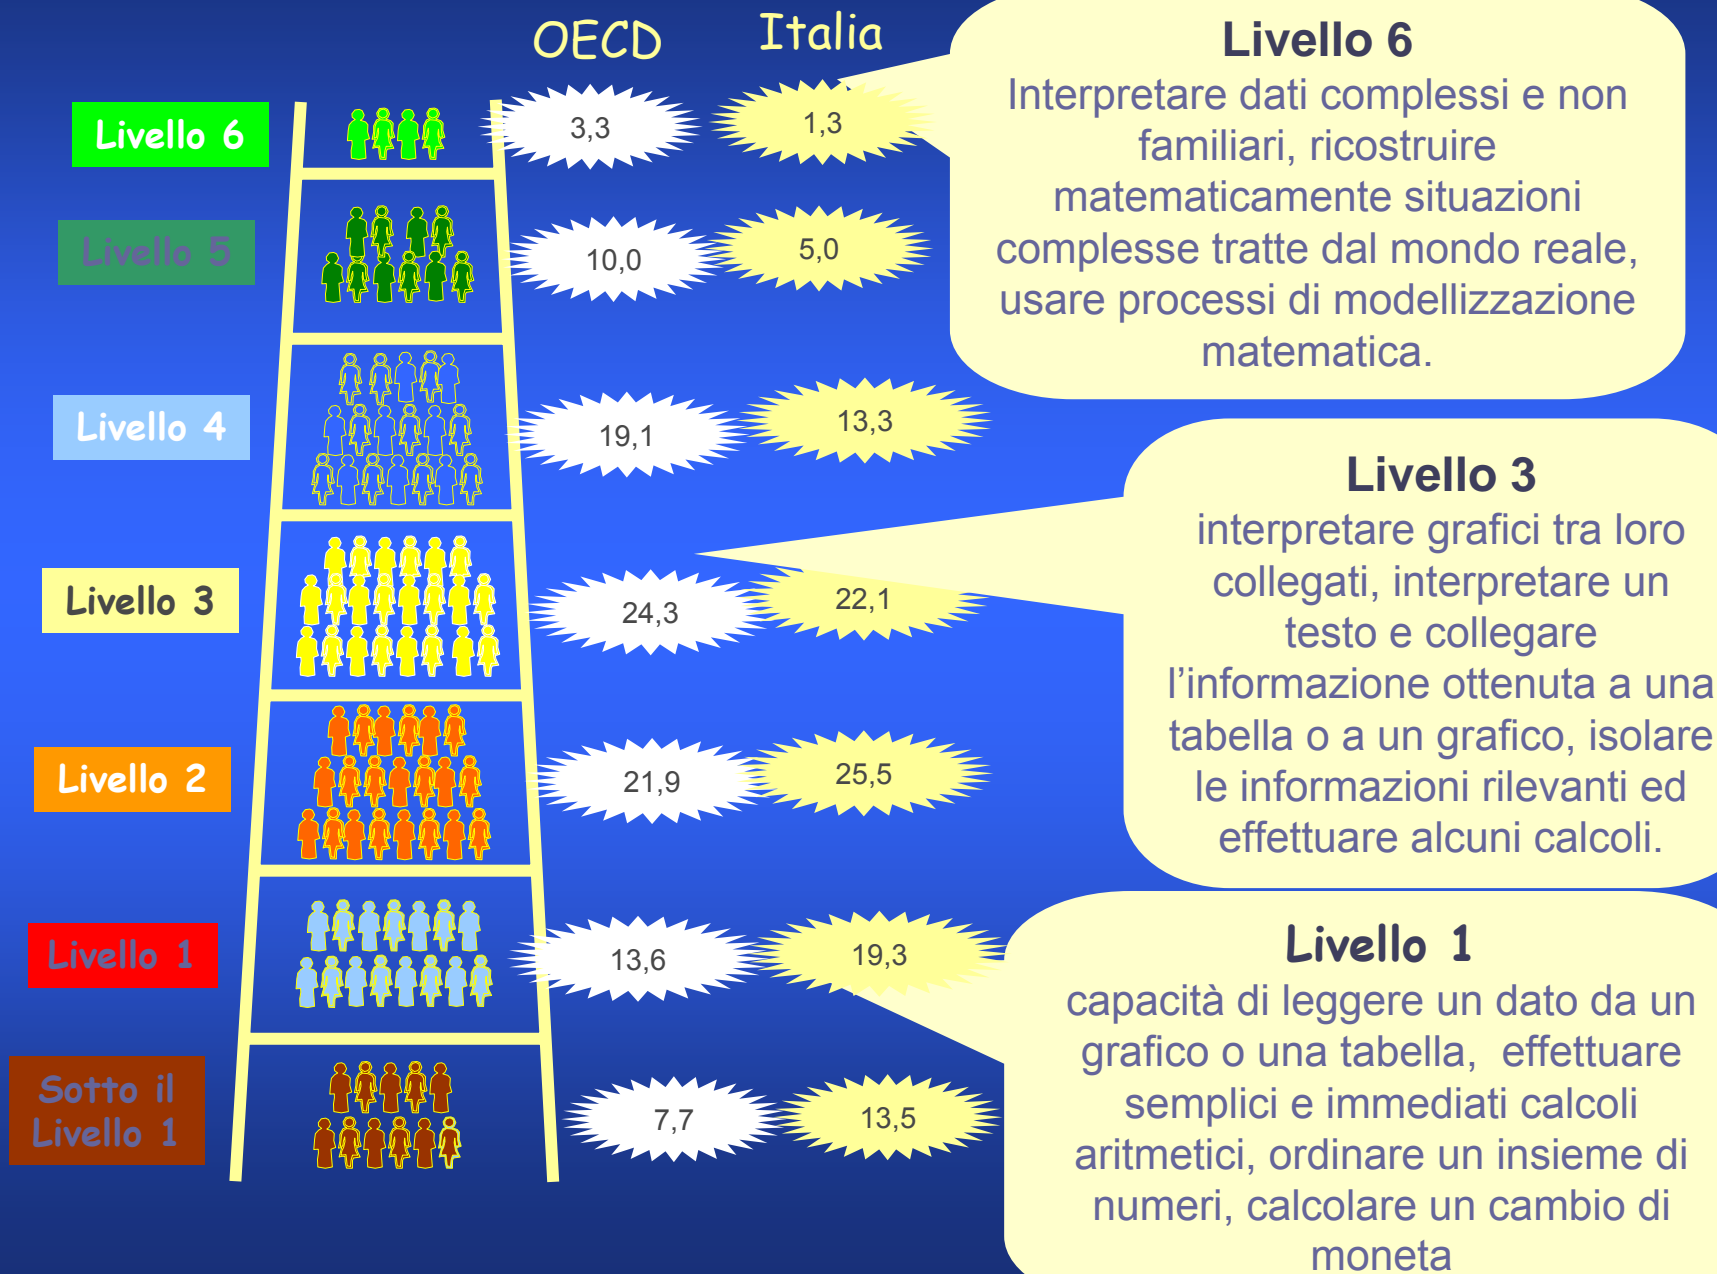 OECD Italia
Livello 6
3,3
1,3
Livello 5
10,0
5,0
Livello 4
19,1
13,3
Livello 3
24,3
22,1
Livello 2
21,9
25,5
Livello 1
13,6
19,3
Sotto il
Livello 1
7,7
13,5
Livello 6
Interpretare dati complessi e non
familiari, ricostruire
matematicamente situazioni
complesse tratte dal mondo reale,
usare processi di modellizzazione
matematica.
Livello 3
interpretare grafici tra loro
collegati, interpretare un
testo e collegare
l’informazione ottenuta a una
tabella o a un grafico, isolare
le informazioni rilevanti ed
effettuare alcuni calcoli.
Livello 1
capacità di leggere un dato da un
grafico o una tabella, effettuare
semplici e immediati calcoli
aritmetici, ordinare un insieme di
numeri, calcolare un cambio di
moneta